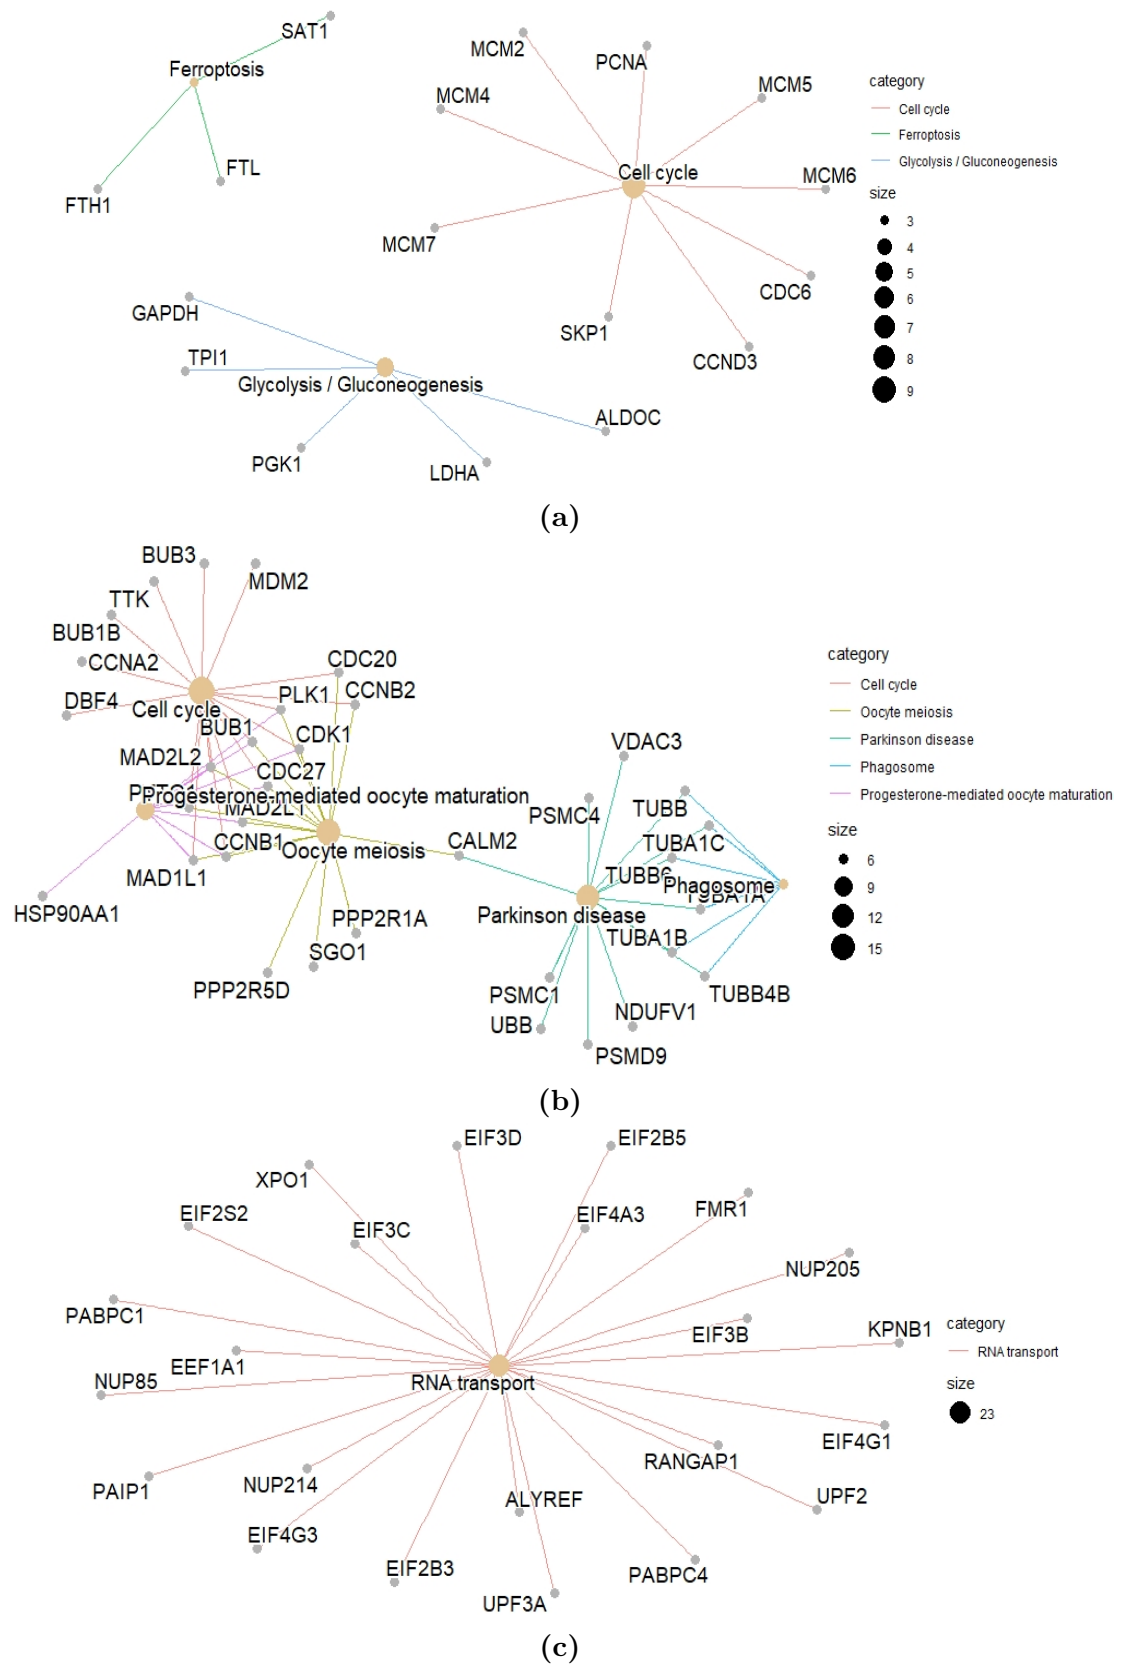 SAT1
Ferroptosis
FTL
FTH1
MCM2
PCNA
MCM4
MCM5
Cell cycle
MCM6
MCM7
CDC6
SKP1
CCND3
GAPDH
TPI1
Glycolysis / Gluconeogenesis
ALDOC
PGK1
LDHA
category
Cell cycle
Ferroptosis
Glycolysis / Gluconeogenesis
size
3
4
5
6
7
8
9
(a)
BUB3
MDM2
TTK
BUB1B
CCNA2
CDC20
DBF4
PLK1
CCNB2
Cell cycle
BUB1
CDK1
MAD2L2
CDC27
Progesterone-mediated oocyte maturation
MAD2L1
CCNB1
Oocyte meiosis
MAD1L1
HSP90AA1
PPP2R1A
SGO1
PPP2R5D
CALM2
VDAC3
PSMC4
TUBB
TUBA1C
TUBB6
Phagosome
TUBA1A
Parkinson disease
TUBA1B
PSMC1
TUBB4B
UBB
NDUFV1
PSMD9
category
Cell cycle
Oocyte meiosis
Parkinson disease
Phagosome
Progesterone-mediated oocyte maturation
size
6
9
12
15
(b)
EIF3D
EIF2B5
XPO1
EIF2S2
EIF3C
EIF4A3
FMR1
NUP205
PABPC1
EIF3B
KPNB1
EEF1A1
NUP85
RNA transport
EIF4G1
RANGAP1
PAIP1
NUP214
ALYREF
UPF2
EIF4G3
EIF2B3
PABPC4
UPF3A
category
RNA transport
size
23
(c)